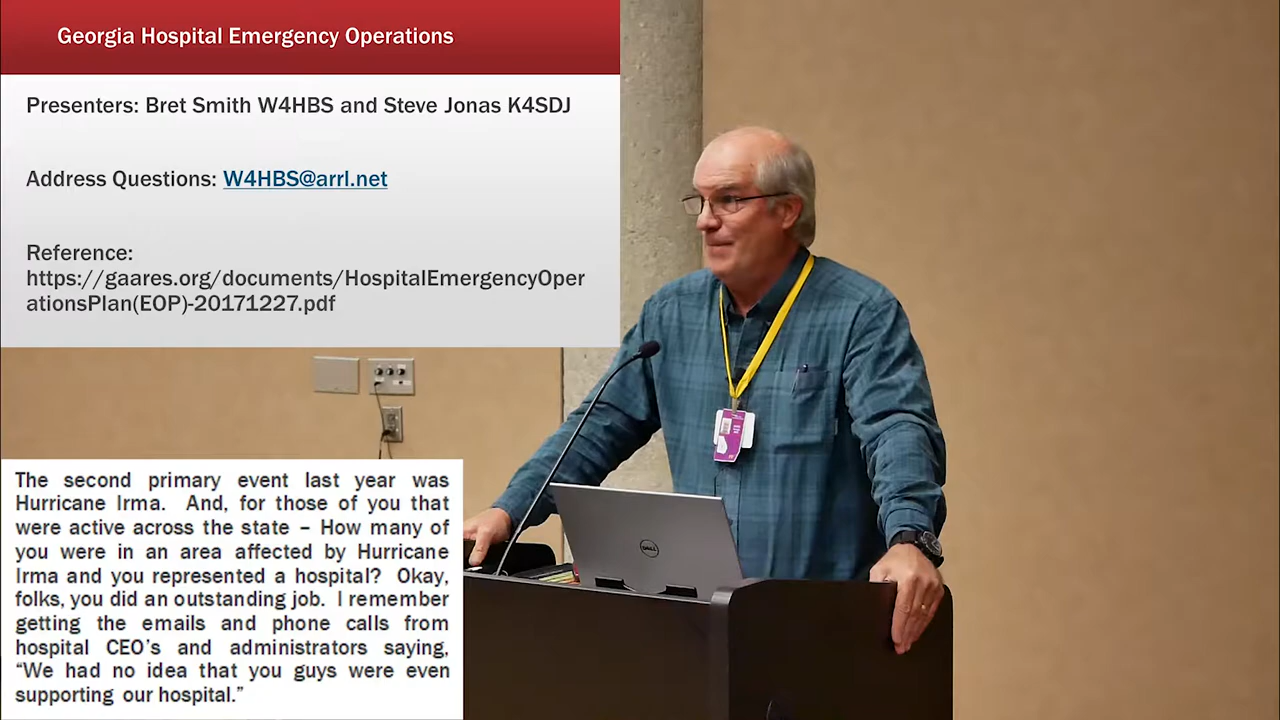 Georgia Hospital Emergency Operations
Presenters: Bret Smith W4HBS and Steve Jonas K4SDJ
Address Questions: W4HBS@arrl.net
Reference:
https://gaares.org/documents/HospitalEmergencyOper
ationsPlan(EOP)-20171227.pdf
The second primary event last year was
Hurricane Irma. And, for those of you that
were active across the state – How many of
you were in an area affected by Hurricane
Irma and you represented a hospital? Okay,
folks, you did an outstanding job. I remember
getting the emails and phone calls from
hospital CEO's and administrators saying,
“We had no idea that you guys were even
supporting our hospital.”
DELL